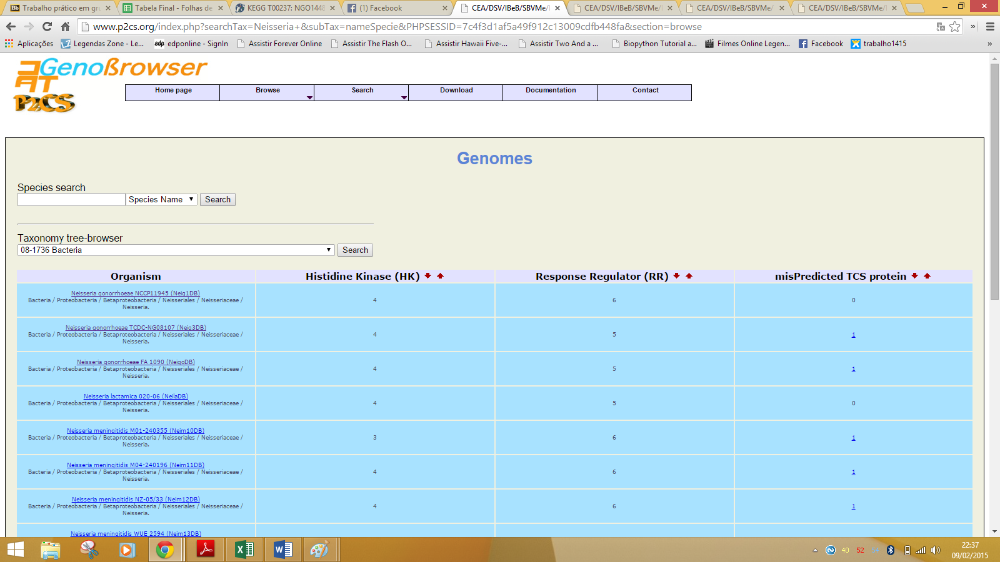 Trabalho prático em gru
Tabela Final - Folhas de
KEGG T00237: NGO1448
(1) Facebook
CEA/DSV/IBeB/SBVMe/
CEA/DSV/IBeB/SBVMe/
CEA/DSV/IBeB/SBVMe/
CEA/DSV/IBeB/SBVMe/
www.p2cs.org/index.php?searchTax=Neisseria+&subTax=nameSpecie&PHPSESSID=7c4f3d1af5a49f912c13009cdfb448fa&section=browse
Aplicações
Legendas Zone - Le...
edp edponline - SignIn
Assistir Forever Online
Assistir The Flash O...
Assistir Hawaii Five-...
Assistir Two And a ...
Biopython Tutorial a...
Filmes Online Legen...
Facebook
trabalho1415
»
GenoßRowser
P2CS
Home page
Browse
Search
Download
Documentation
Contact
Genomes
Species search
Species Name
Search
Taxonomy tree-browser
08-1736 Bacteria
Search
Organism
Histidine Kinase (HK)
Response Regulator (RR)
misPredicted TCS protein
Neisseria gonorrhoeae NCCP11945 (Neig1DB)
Bacteria / Proteobacteria / Betaproteobacteria / Neisseriales / Neisseriaceae /
Neisseria.
4
6
0
Neisseria gonorrhoeae TCDC-NG08107 (Neig3DB)
Bacteria / Proteobacteria / Betaproteobacteria / Neisseriales / Neisseriaceae /
Neisseria.
4
5
1
Neisseria gonorrhoeae FA 1090 (NeigoDB)
Bacteria / Proteobacteria / Betaproteobacteria / Neisseriales / Neisseriaceae /
Neisseria.
4
5
1
Neisseria lactamica 020-06 (NeilaDB)
Bacteria / Proteobacteria / Betaproteobacteria / Neisseriales / Neisseriaceae /
Neisseria.
4
5
0
Neisseria meningitidis M01-240355 (Neim10DB)
Bacteria / Proteobacteria / Betaproteobacteria / Neisseriales / Neisseriaceae /
Neisseria.
3
6
1
Neisseria meningitidis M04-240196 (Neim11DB)
Bacteria / Proteobacteria / Betaproteobacteria / Neisseriales / Neisseriaceae /
Neisseria.
4
6
1
Neisseria meningitidis NZ-05/33 (Neim12DB)
Bacteria / Proteobacteria / Betaproteobacteria / Neisseriales / Neisseriaceae /
Neisseria.
4
6
1
Neisseria meningitidis WUE 2594 (Neim13DB)
40
52
22:37
09/02/2015